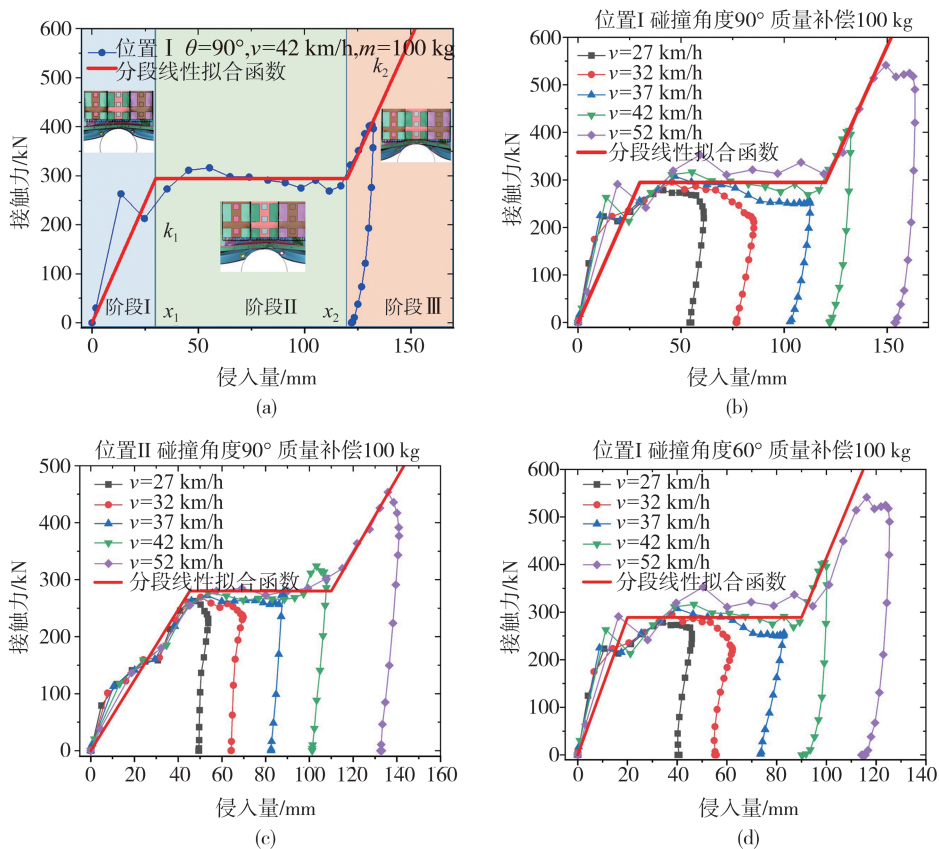 600
500
400
300
200
100
0
接触力/kN
位置 I θ=90°,v=42 km/h,m=100 kg
分段线性拟合函数
k₂
k₁
阶段I
x₁
阶段II
x₂
阶段III
0 50 100 150
侵入量/mm
(a)
位置I 碰撞角度90° 质量补偿100 kg
600
500
400
300
200
100
0
接触力/kN
v=27 km/h
v=32 km/h
v=37 km/h
v=42 km/h
v=52 km/h
分段线性拟合函数
0 50 100 150
侵入量/mm
(b)
位置II 碰撞角度90° 质量补偿100 kg
500
400
300
200
100
0
接触力/kN
v=27 km/h
v=32 km/h
v=37 km/h
v=42 km/h
v=52 km/h
分段线性拟合函数
0 20 40 60 80 100 120 140 160
侵入量/mm
(c)
位置I 碰撞角度60° 质量补偿100 kg
600
500
400
300
200
100
0
接触力/kN
v=27 km/h
v=32 km/h
v=37 km/h
v=42 km/h
v=52 km/h
分段线性拟合函数
0 20 40 60 80 100 120 140
侵入量/mm
(d)